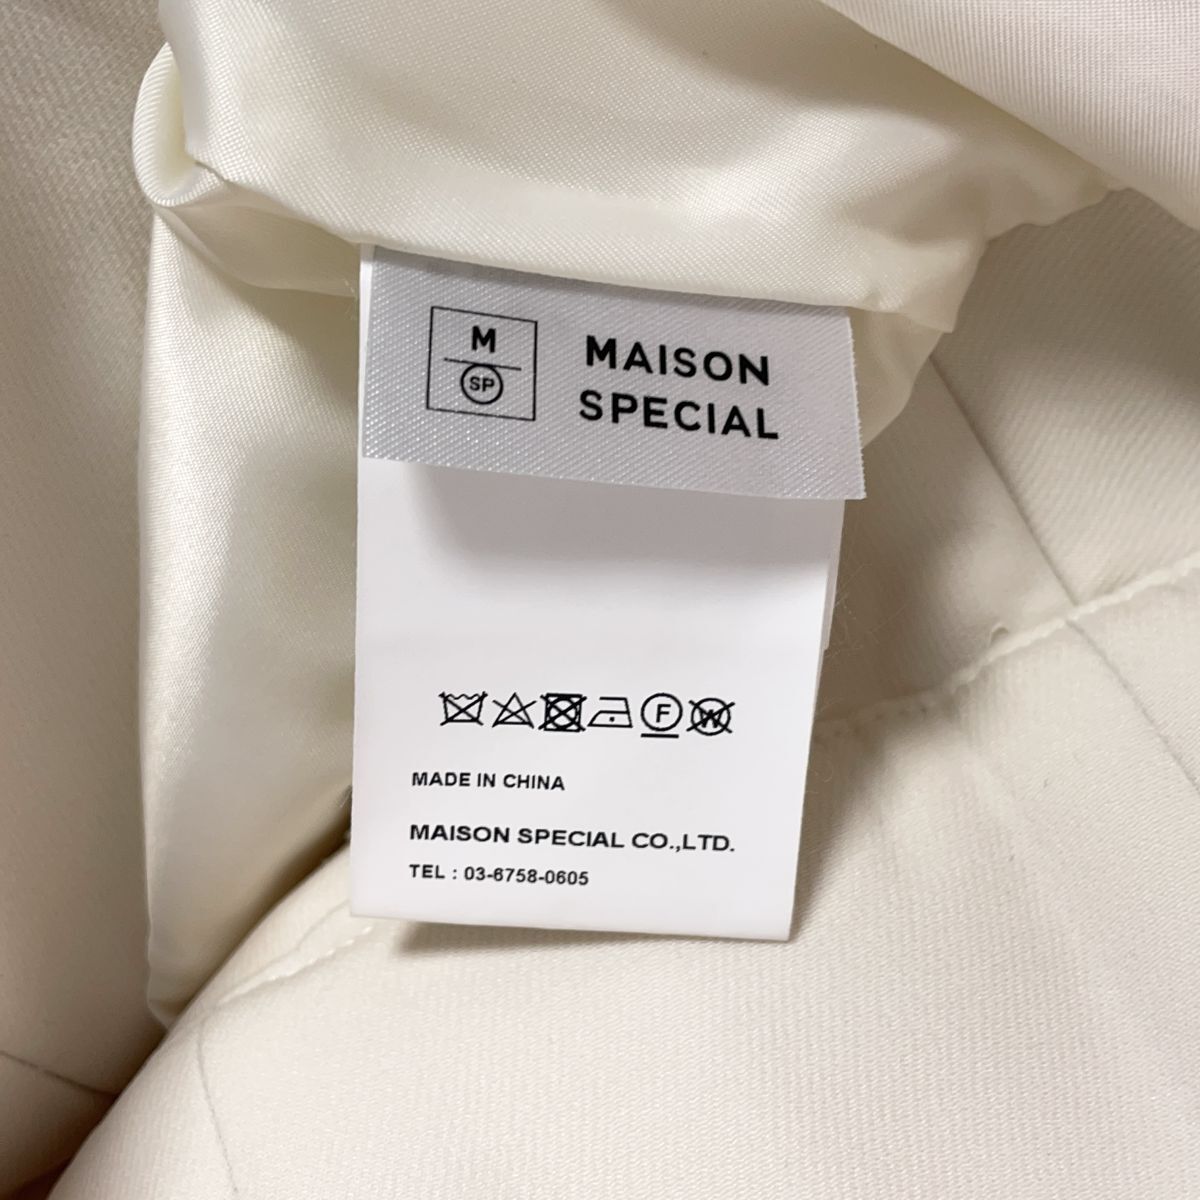 M
SP
MAISON
SPECIAL
F
W
MADE IN CHINA
MAISON SPECIAL CO.,LTD.
TEL : 03-6758-0605